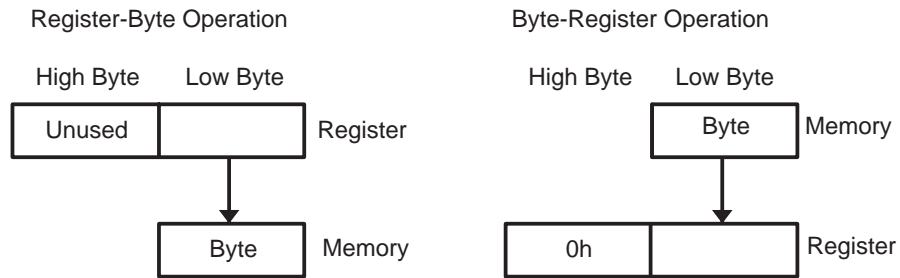 Register-Byte Operation
High Byte Low Byte
Unused
Register
Byte
Memory
Byte-Register Operation
High Byte Low Byte
Byte
Memory
0h
Register